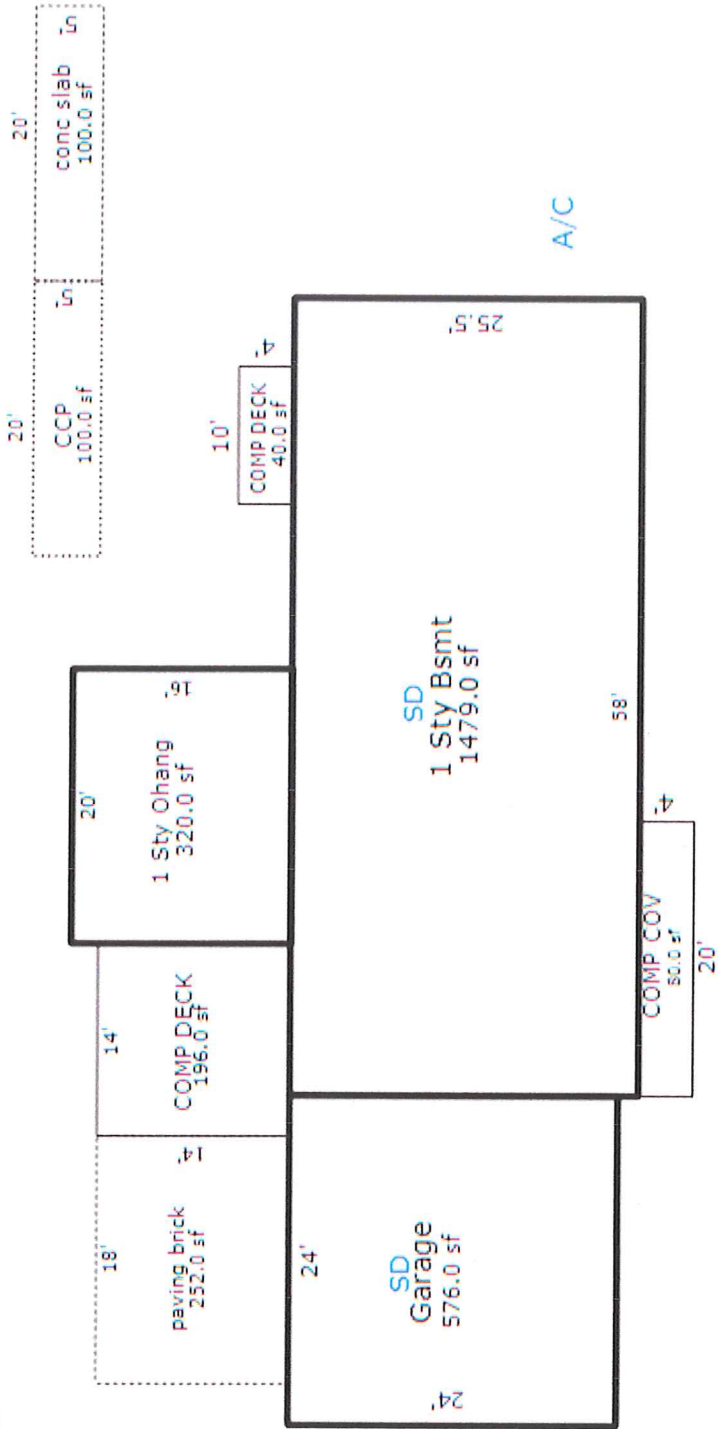 20'
CCP
100.0 sf
5'
20'
conc slab
100.0 sf
5'
18'
paving brick
252.0 sf
14'
14'
COMP DECK
196.0 sf
20'
1 Sty Ohang
320.0 sf
16'
10'
COMP DECK
40.0 sf
4'
24'
SD
Garage
576.0 sf
24'
SD
1 Sty Bsmt
1479.0 sf
25.5'
58'
A/C
COMP COV
80.0 sf
4'
20'